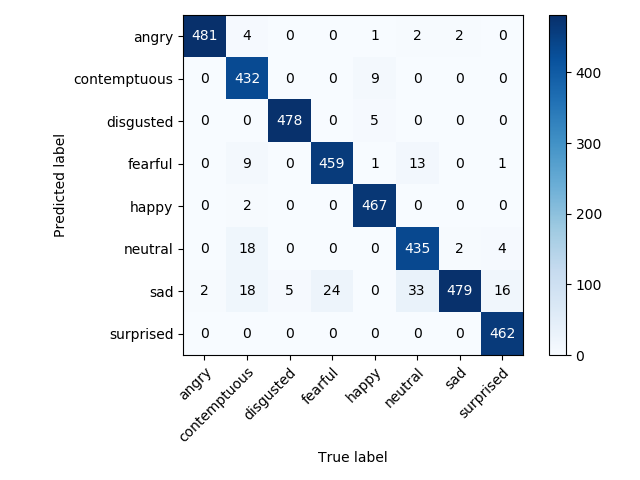 angry 481 4 0 0 1 2 2 0
contemptuous 0 432 0 0 9 0 0 0
disgusted 0 0 478 0 5 0 0 0
fearful 0 9 0 459 1 13 0 1
happy 0 2 0 0 467 0 0 0
neutral 0 18 0 0 0 435 2 4
sad 2 18 5 24 0 33 479 16
surprised 0 0 0 0 0 0 0 462
Predicted label
angry contemptuous disgusted fearful happy neutral sad surprised
True label
400
300
200
100
0